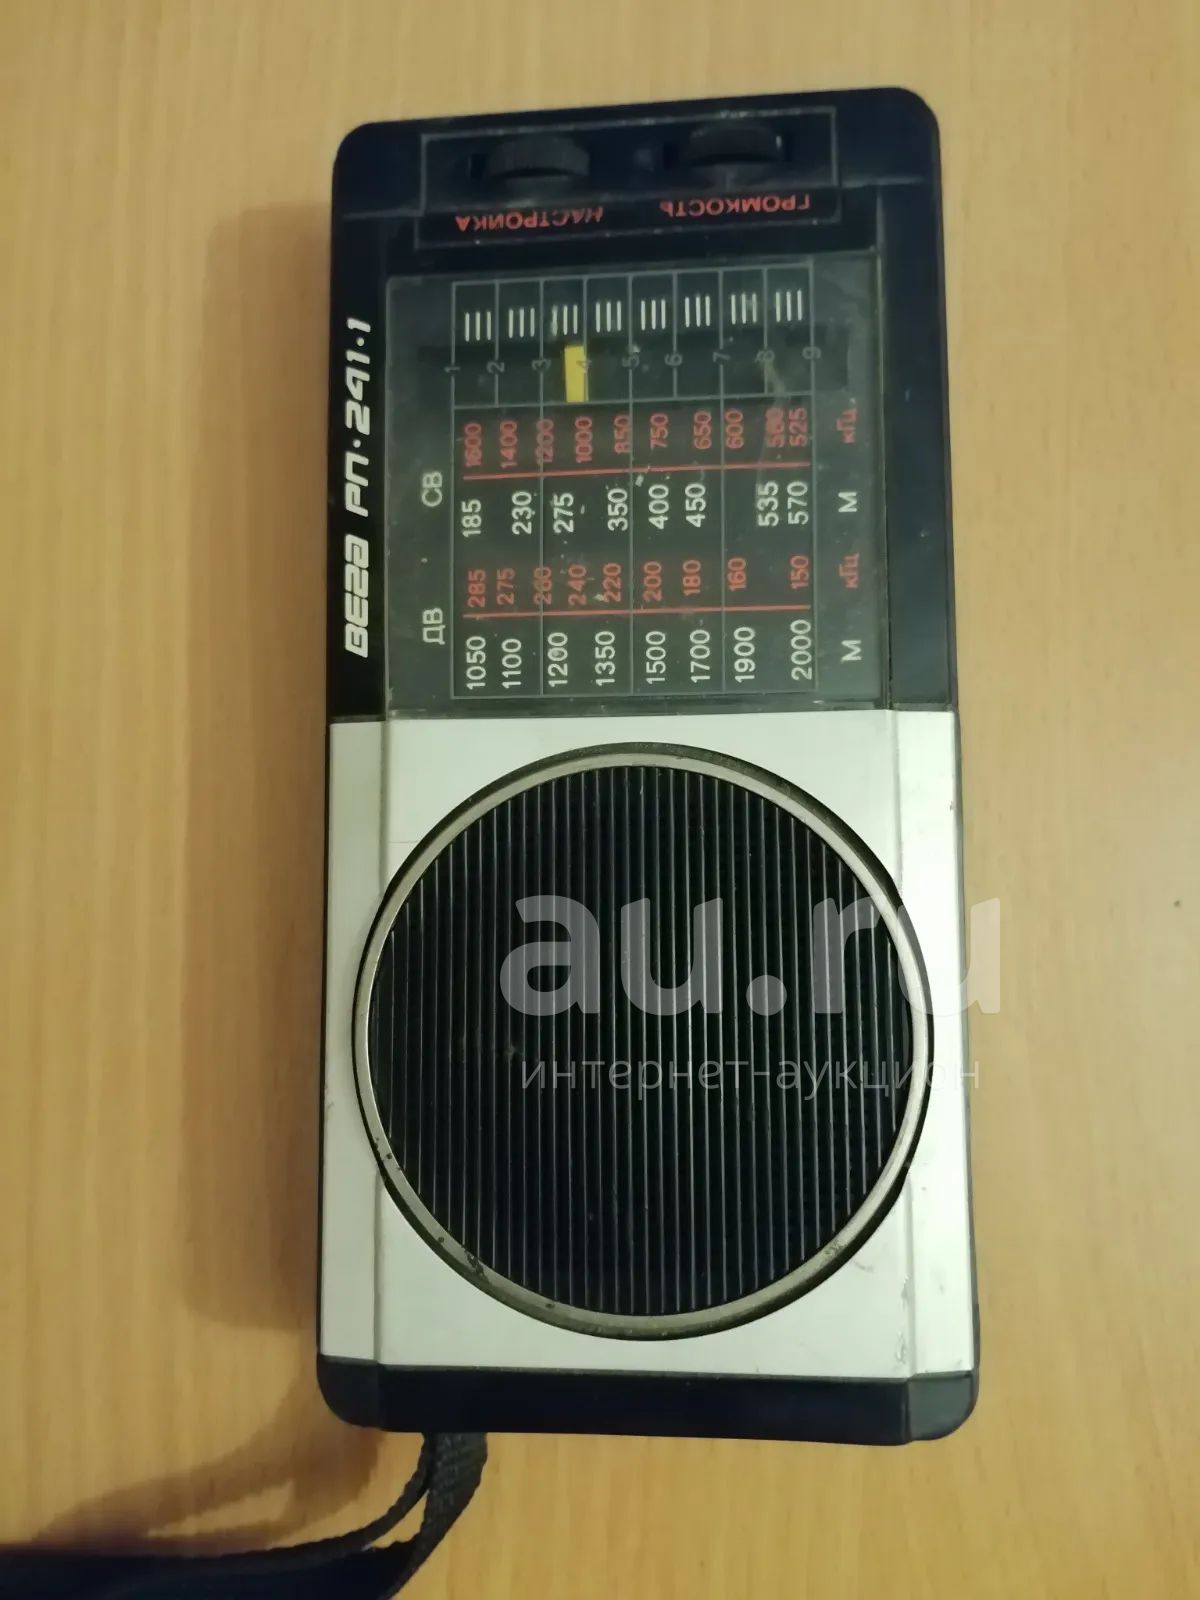 НАСТРОЙКА
ГРОМКОСТЬ
ВЕГА РП·241·1
1 2 3 4 5 6 7 8 9
1600 1400 1200 1000 850 750 650 600 560 525 кГц
СВ
185 230 275 350 400 450 535 570 М
285 275 260 240 220 200 180 160 150 кГц
ДВ
1050 1100 1200 1350 1500 1700 1900 2000 М
au.ru
интернет-аукцион